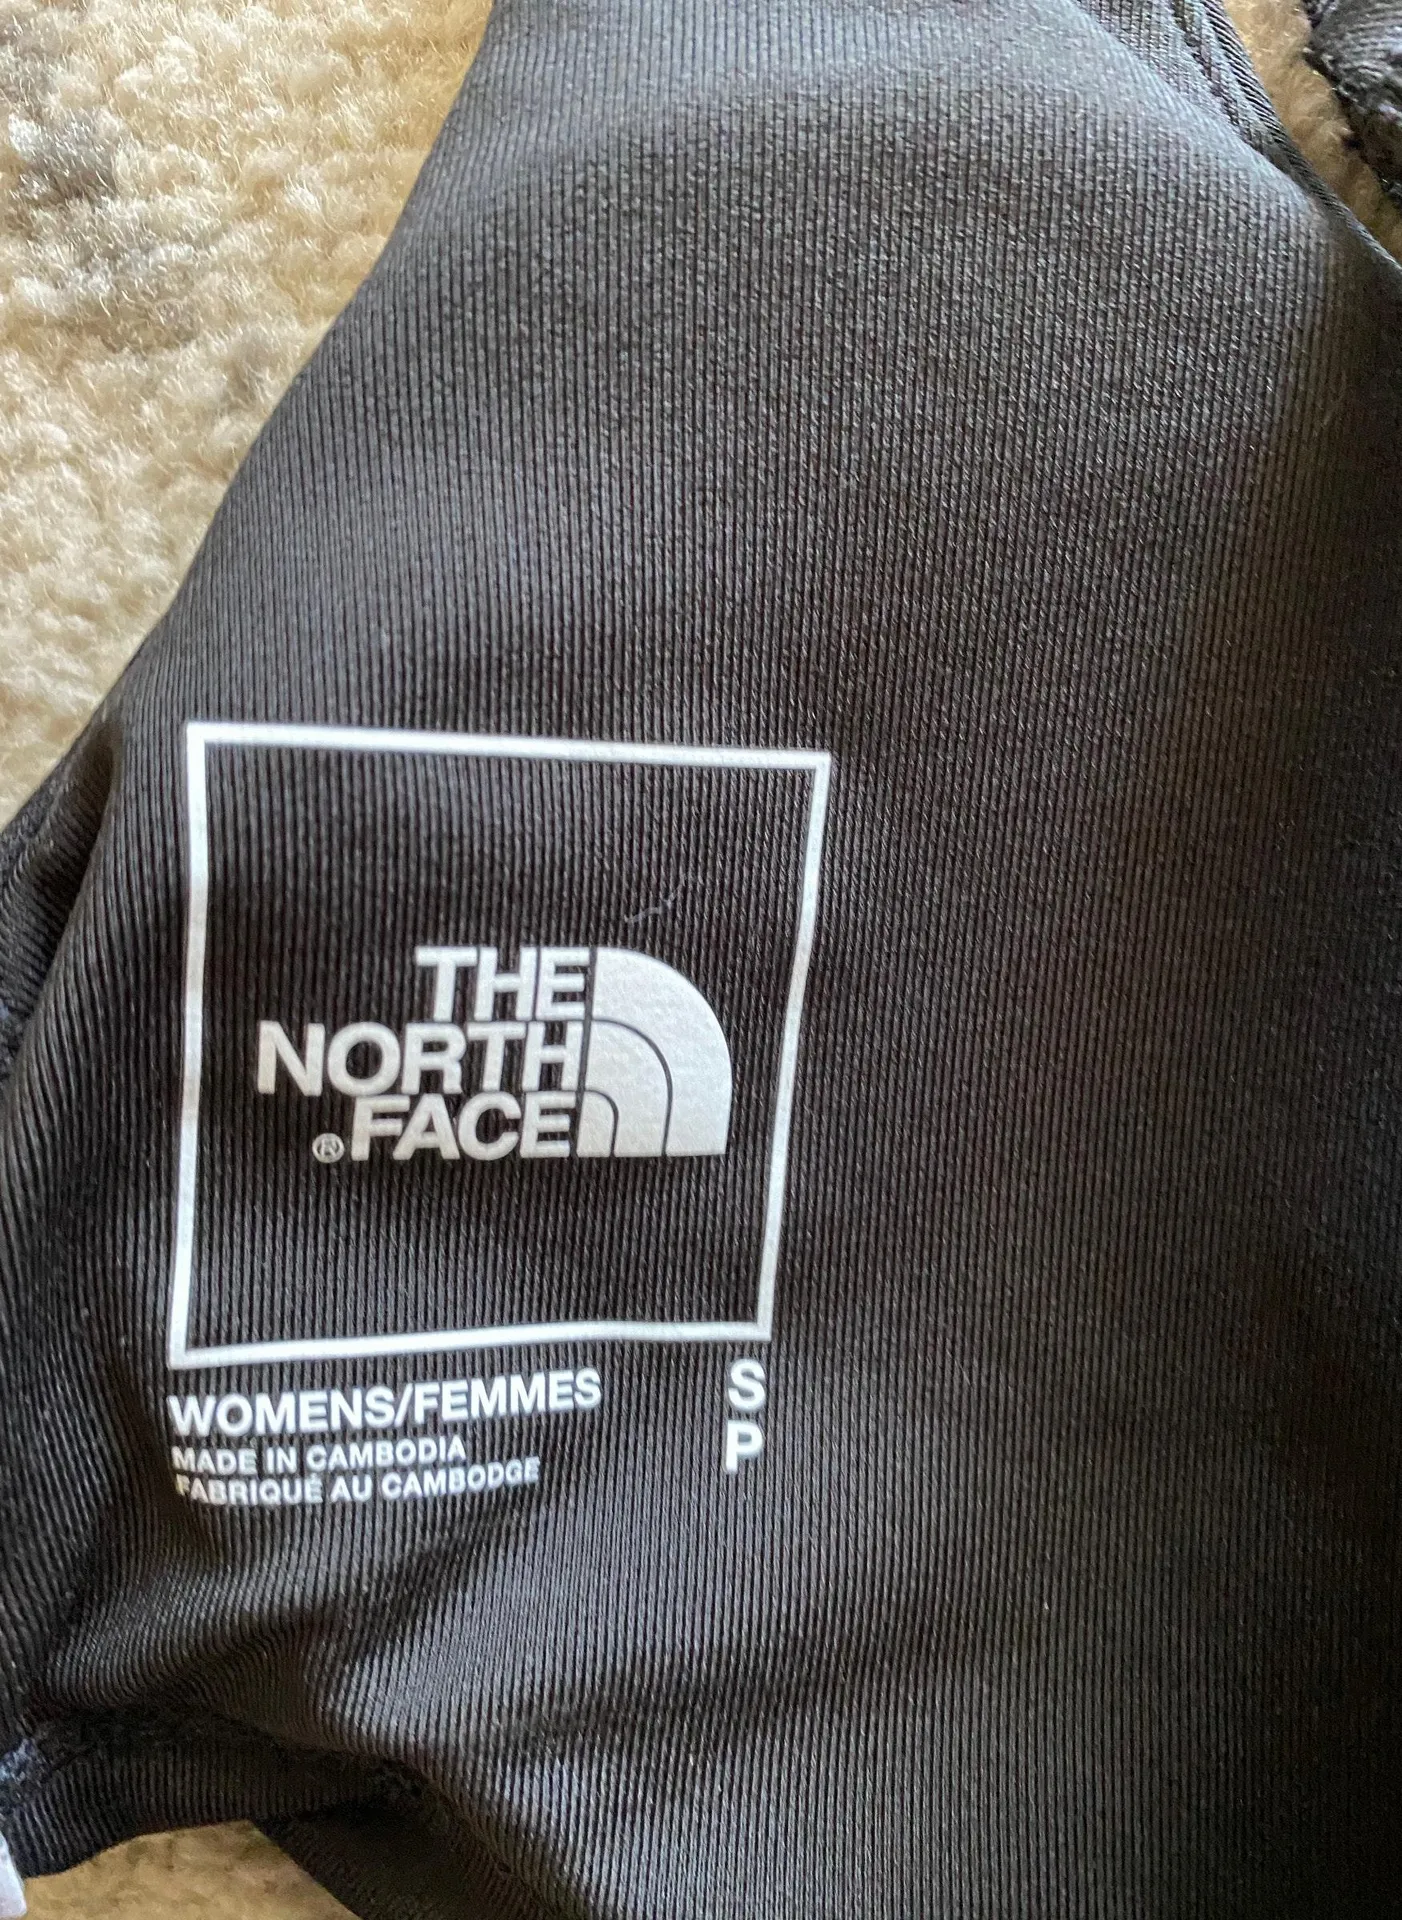 THE
NORTH
®FACE
WOMENS/FEMMES S
MADE IN CAMBODIA P
FABRIQUÉ AU CAMBODGE